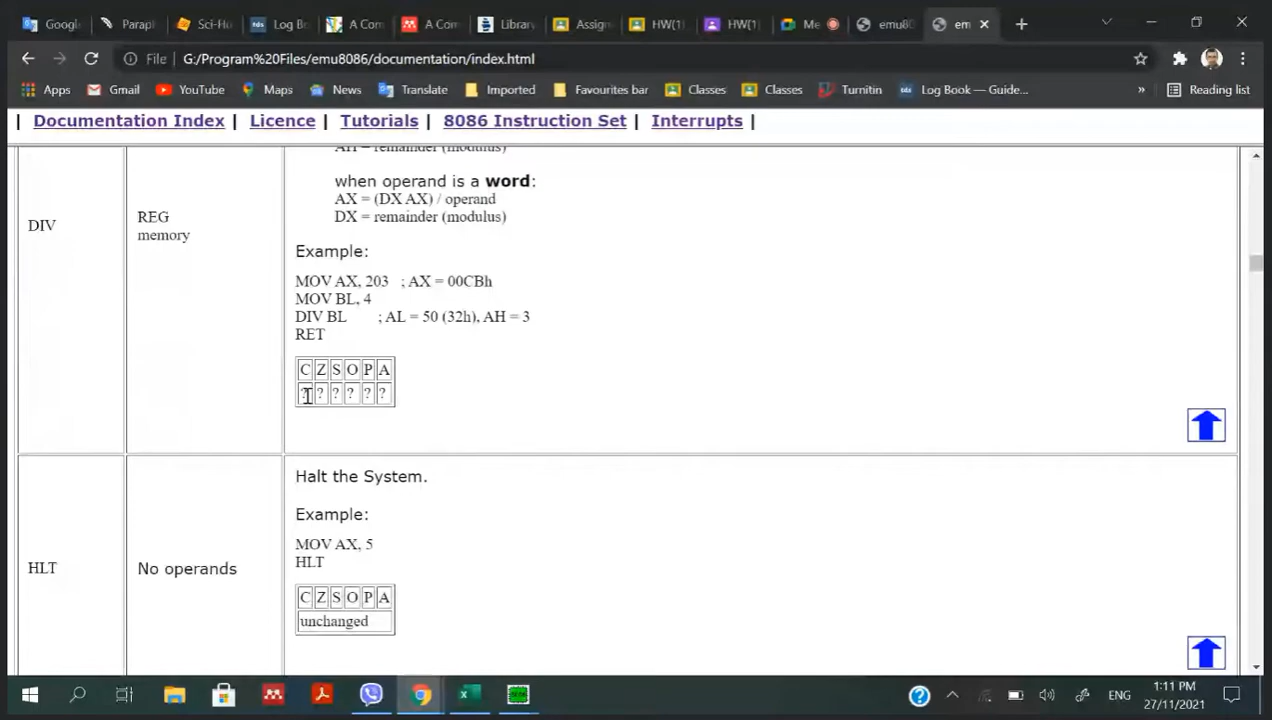 Google
Parapl
Sci-Hu
Log B
A Com
A Com
Library
Assign
HW(1)
HW(1)
Me
emu8
em
File | G:/Program%20Files/emu8086/documentation/index.html
Apps Gmail YouTube Maps News Translate Imported Favourites bar Classes Classes Turnitin Log Book — Guide... » Reading list
| Documentation Index | Licence | Tutorials | 8086 Instruction Set | Interrupts |
AH = remainder (modulus)
when operand is a word:
AX = (DX AX) / operand
DX = remainder (modulus)
DIV
REG
memory
Example:
MOV AX, 203 ; AX = 00CBh
MOV BL, 4
DIV BL ; AL = 50 (32h), AH = 3
RET
C Z S O P A
? ? ? ? ? ?
Halt the System.
Example:
MOV AX, 5
HLT
HLT
No operands
C Z S O P A
unchanged
ENG
1:11 PM
27/11/2021